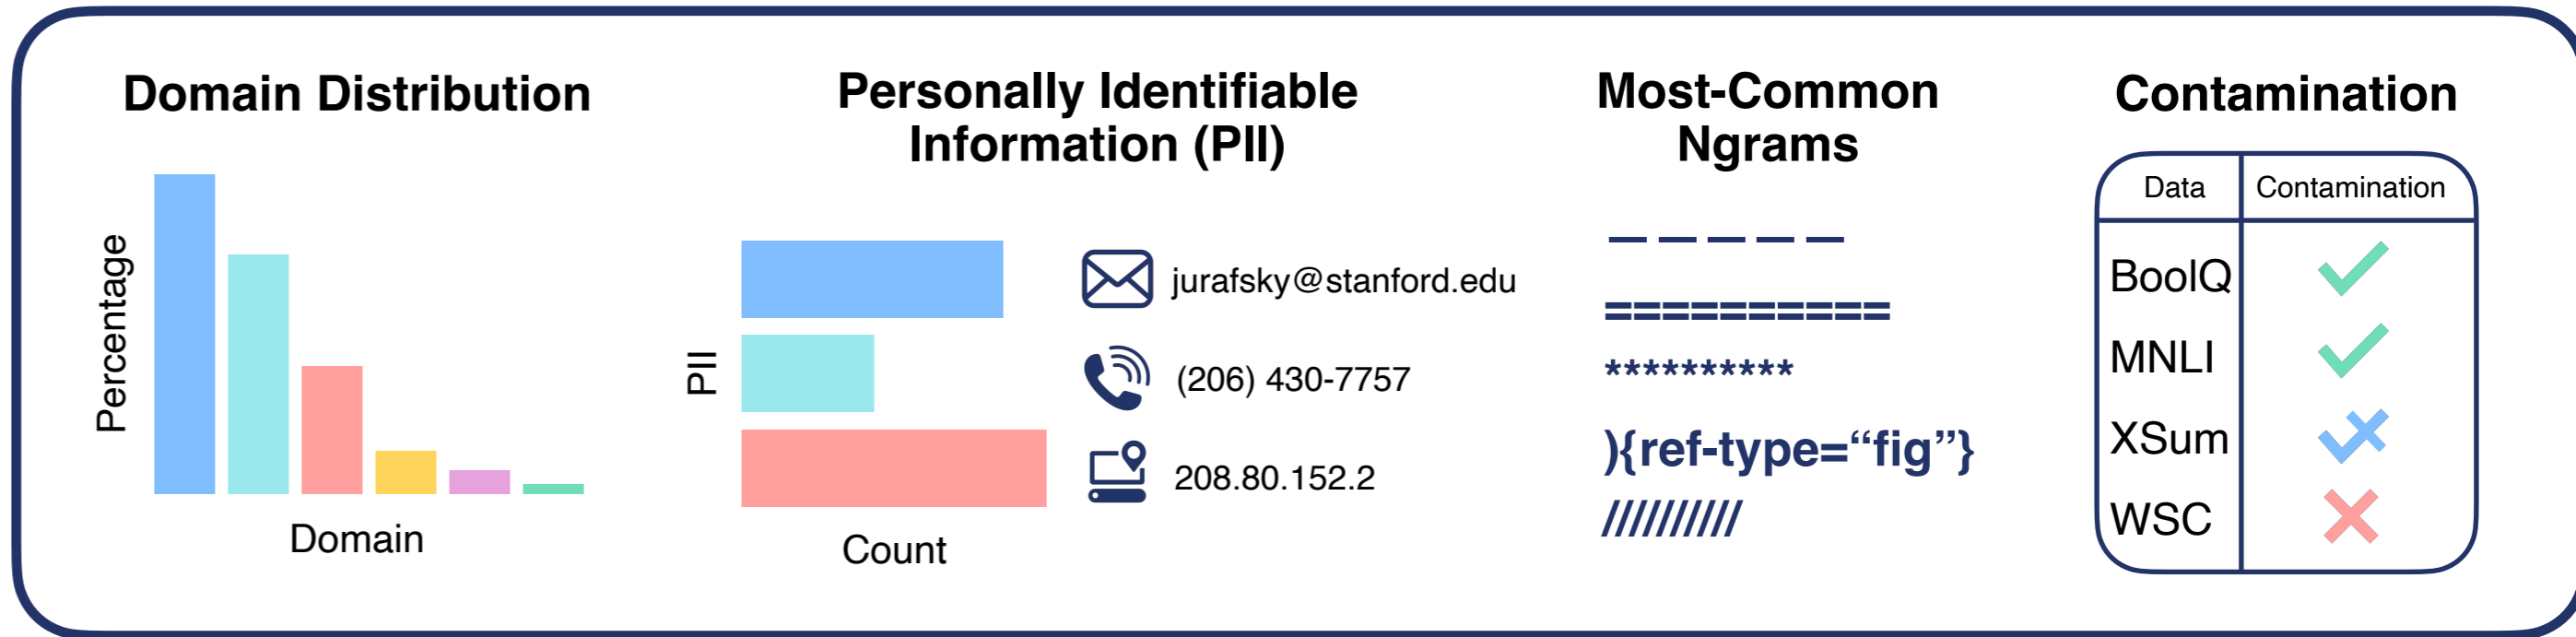 Domain Distribution
Percentage
Domain
Personally Identifiable
Information (PII)
PII
jurafsky@stanford.edu
(206) 430-7757
208.80.152.2
Count
Most-Common
Ngrams
— — — — —
==========
**********
){ref-type=“fig”}
//////////
Contamination
Data Contamination
BoolQ
MNLI
XSum
WSC